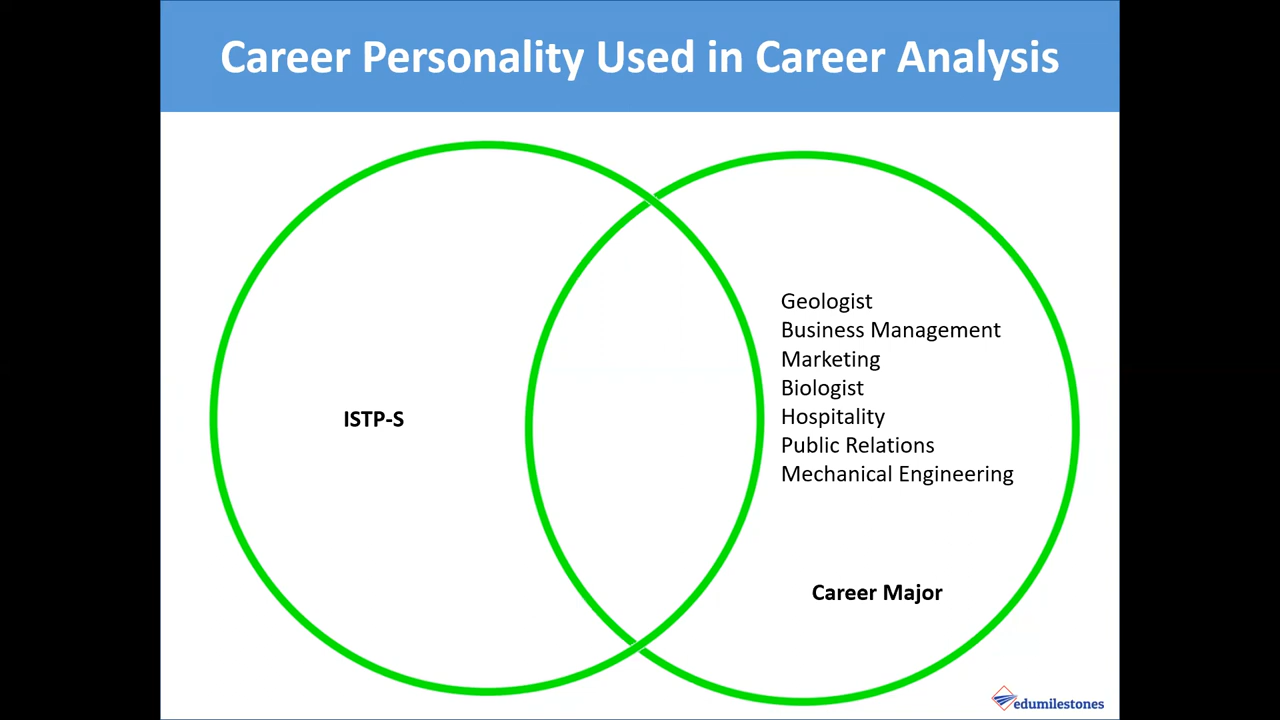 Career Personality Used in Career Analysis
ISTP-S
Geologist
Business Management
Marketing
Biologist
Hospitality
Public Relations
Mechanical Engineering
Career Major
edumilestones